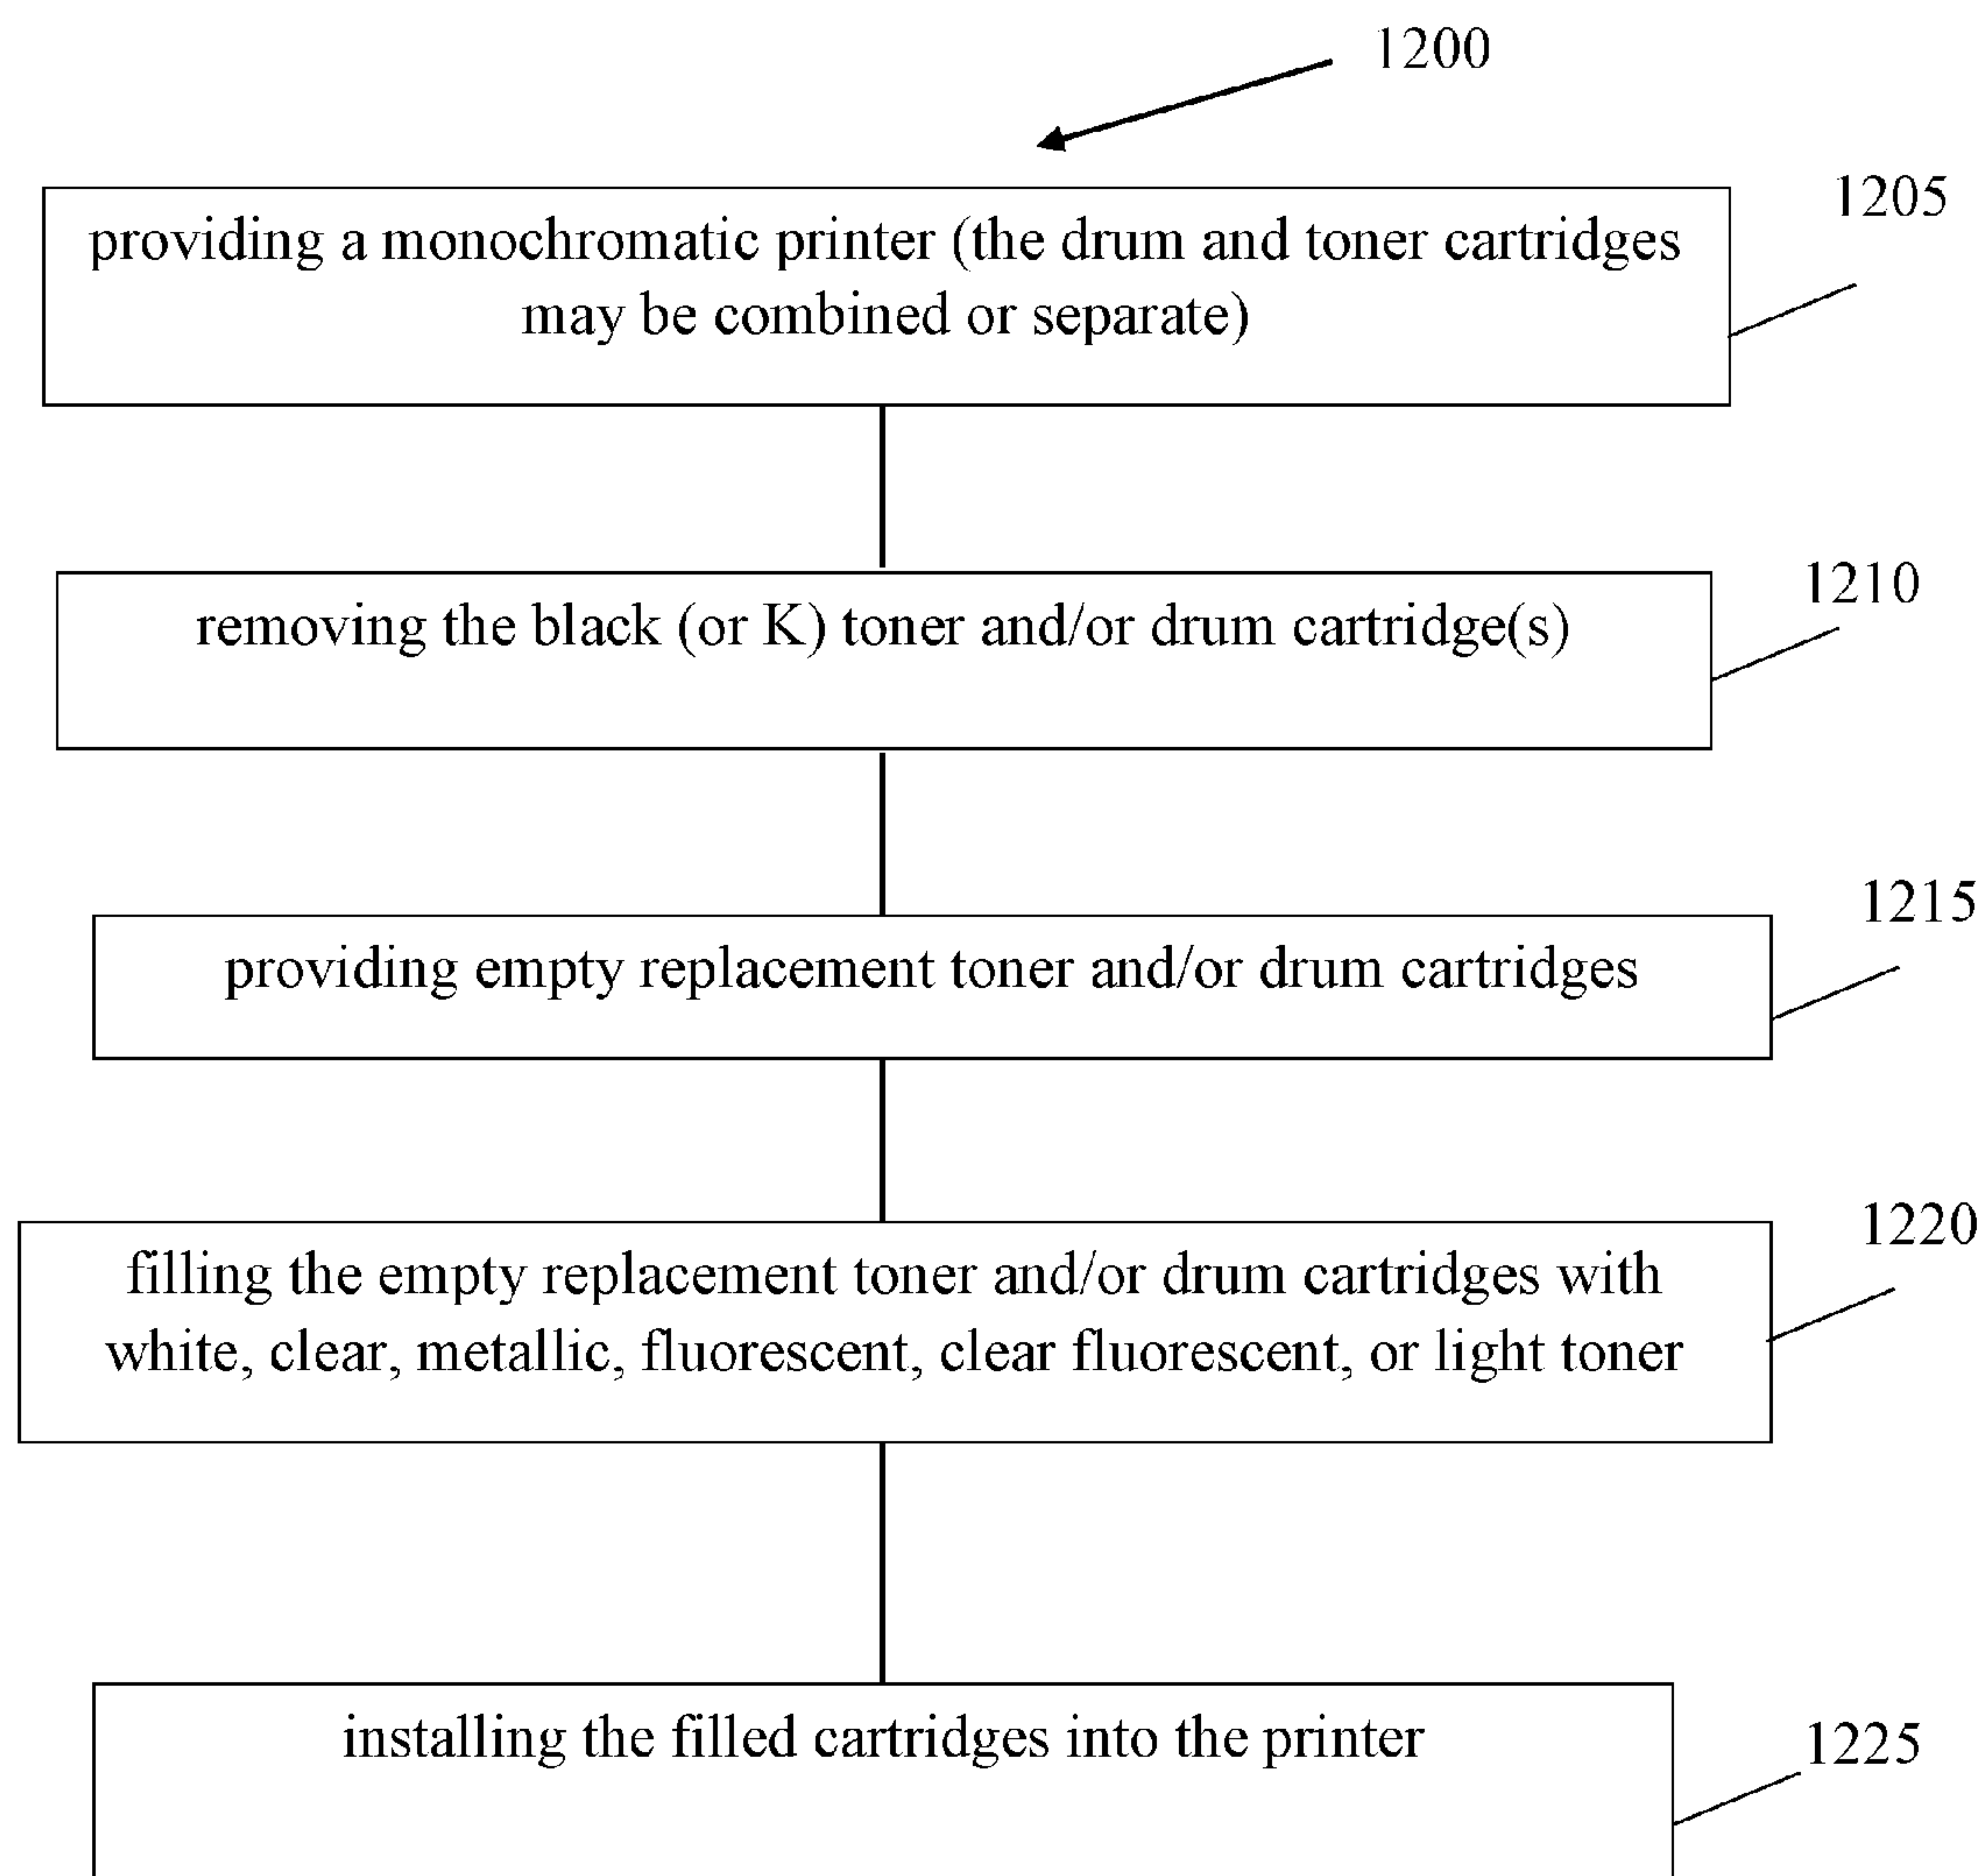 1200
1205
providing a monochromatic printer (the drum and toner cartridges
may be combined or separate)
1210
removing the black (or K) toner and/or drum cartridge(s)
1215
providing empty replacement toner and/or drum cartridges
1220
filling the empty replacement toner and/or drum cartridges with
white, clear, metallic, fluorescent, clear fluorescent, or light toner
installing the filled cartridges into the printer
1225